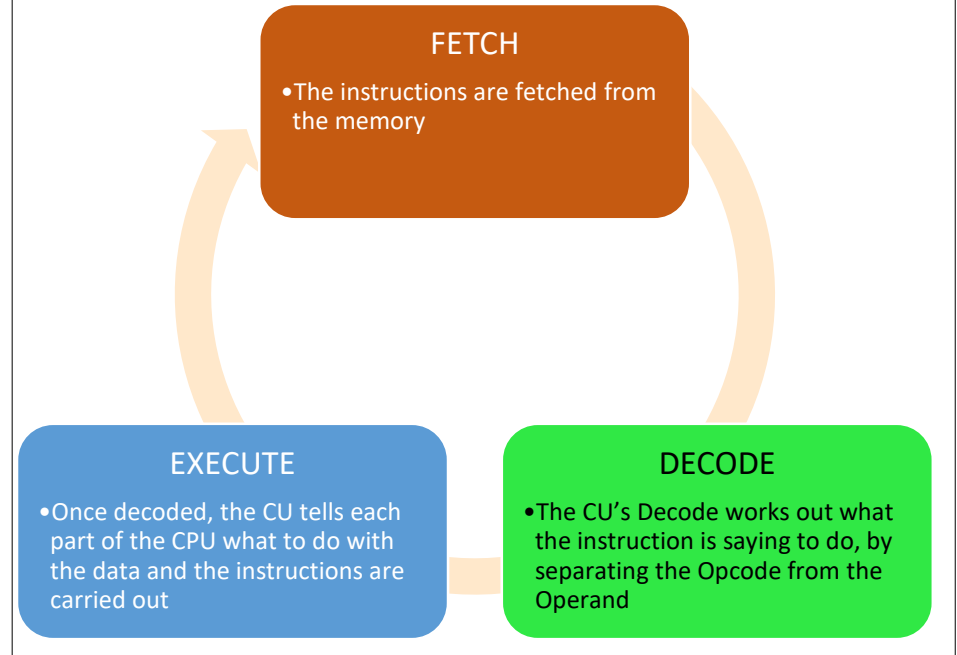 FETCH
•The instructions are fetched from
the memory
EXECUTE
•Once decoded, the CU tells each
part of the CPU what to do with
the data and the instructions are
carried out
DECODE
•The CU’s Decode works out what
the instruction is saying to do, by
separating the Opcode from the
Operand